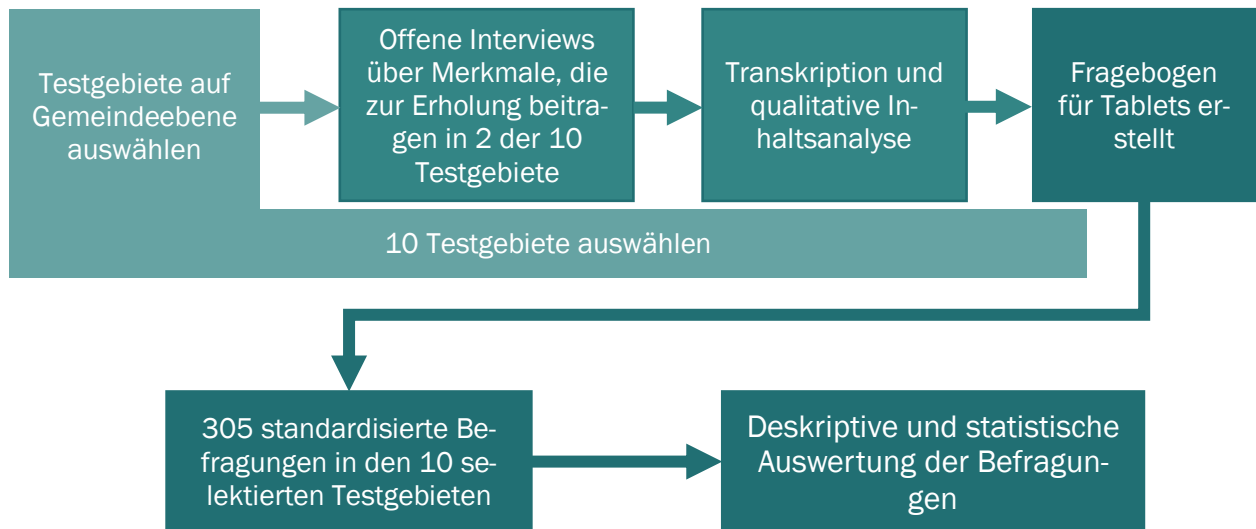 Testgebiete auf
Gemeindeebene
auswählen
Offene Interviews
über Merkmale, die
zur Erholung beitra-
gen in 2 der 10
Testgebiete
Transkription und
qualitative In-
haltsanalyse
Fragebogen
für Tablets er-
stellt
10 Testgebiete auswählen
305 standardisierte Be-
fragungen in den 10 se-
lektierten Testgebieten
Deskriptive und statistische
Auswertung der Befragun-
gen